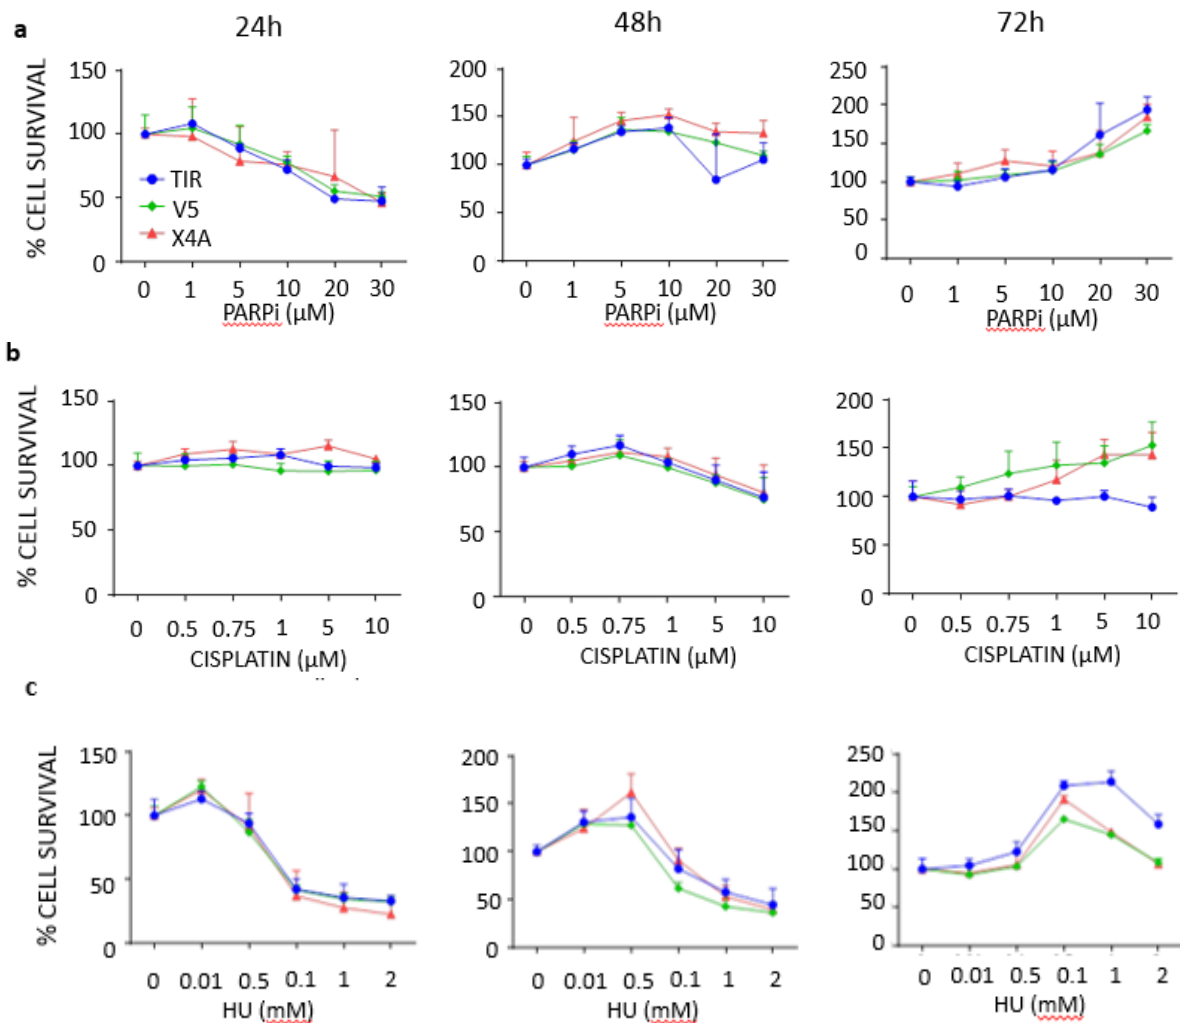 a
24h
48h
72h
% CELL SURVIVAL
150
100
50
0
TIR
V5
X4A
0 1 5 10 20 30
PARPi (µM)
200
150
100
50
0
0 1 5 10 20 30
PARPi (µM)
250
200
150
100
50
0
0 1 5 10 20 30
PARPi (µM)
b
% CELL SURVIVAL
150
100
50
0
0 0.5 0.75 1 5 10
CISPLATIN (µM)
150
100
50
0
0 0.5 0.75 1 5 10
CISPLATIN (µM)
200
150
100
50
0
0 0.5 0.75 1 5 10
CISPLATIN (µM)
c
% CELL SURVIVAL
150
100
50
0
0 0.01 0.5 0.1 1 2
HU (mM)
200
150
100
50
0
0 0.01 0.5 0.1 1 2
HU (mM)
250
200
150
100
50
0
0 0.01 0.5 0.1 1 2
HU (mM)